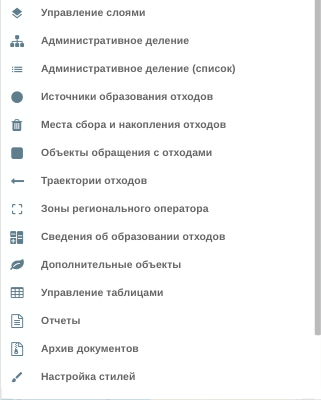 Управление слоями
Административное деление
Административное деление (список)
Источники образования отходов
Места сбора и накопления отходов
Объекты обращения с отходами
Траектории отходов
Зоны регионального оператора
Сведения об образовании отходов
Дополнительные объекты
Управление таблицами
Отчеты
Архив документов
Настройка стилей